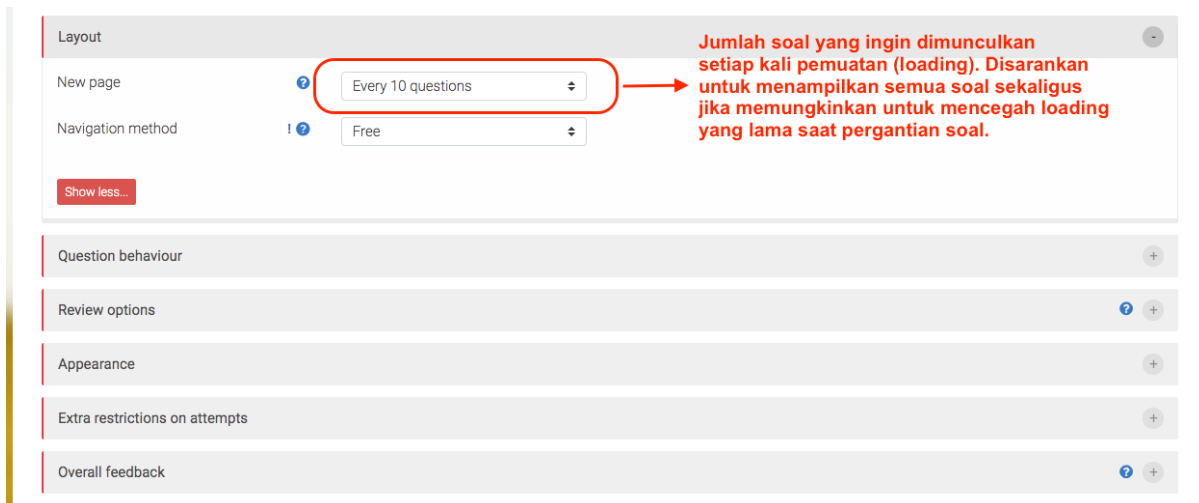 Layout
-
New page
?
Every 10 questions
Jumlah soal yang ingin dimunculkan
setiap kali pemuatan (loading). Disarankan
untuk menampilkan semua soal sekaligus
jika memungkinkan untuk mencegah loading
yang lama saat pergantian soal.
Navigation method
! ?
Free
Show less...
Question behaviour
+
Review options
? +
Appearance
+
Extra restrictions on attempts
+
Overall feedback
? +